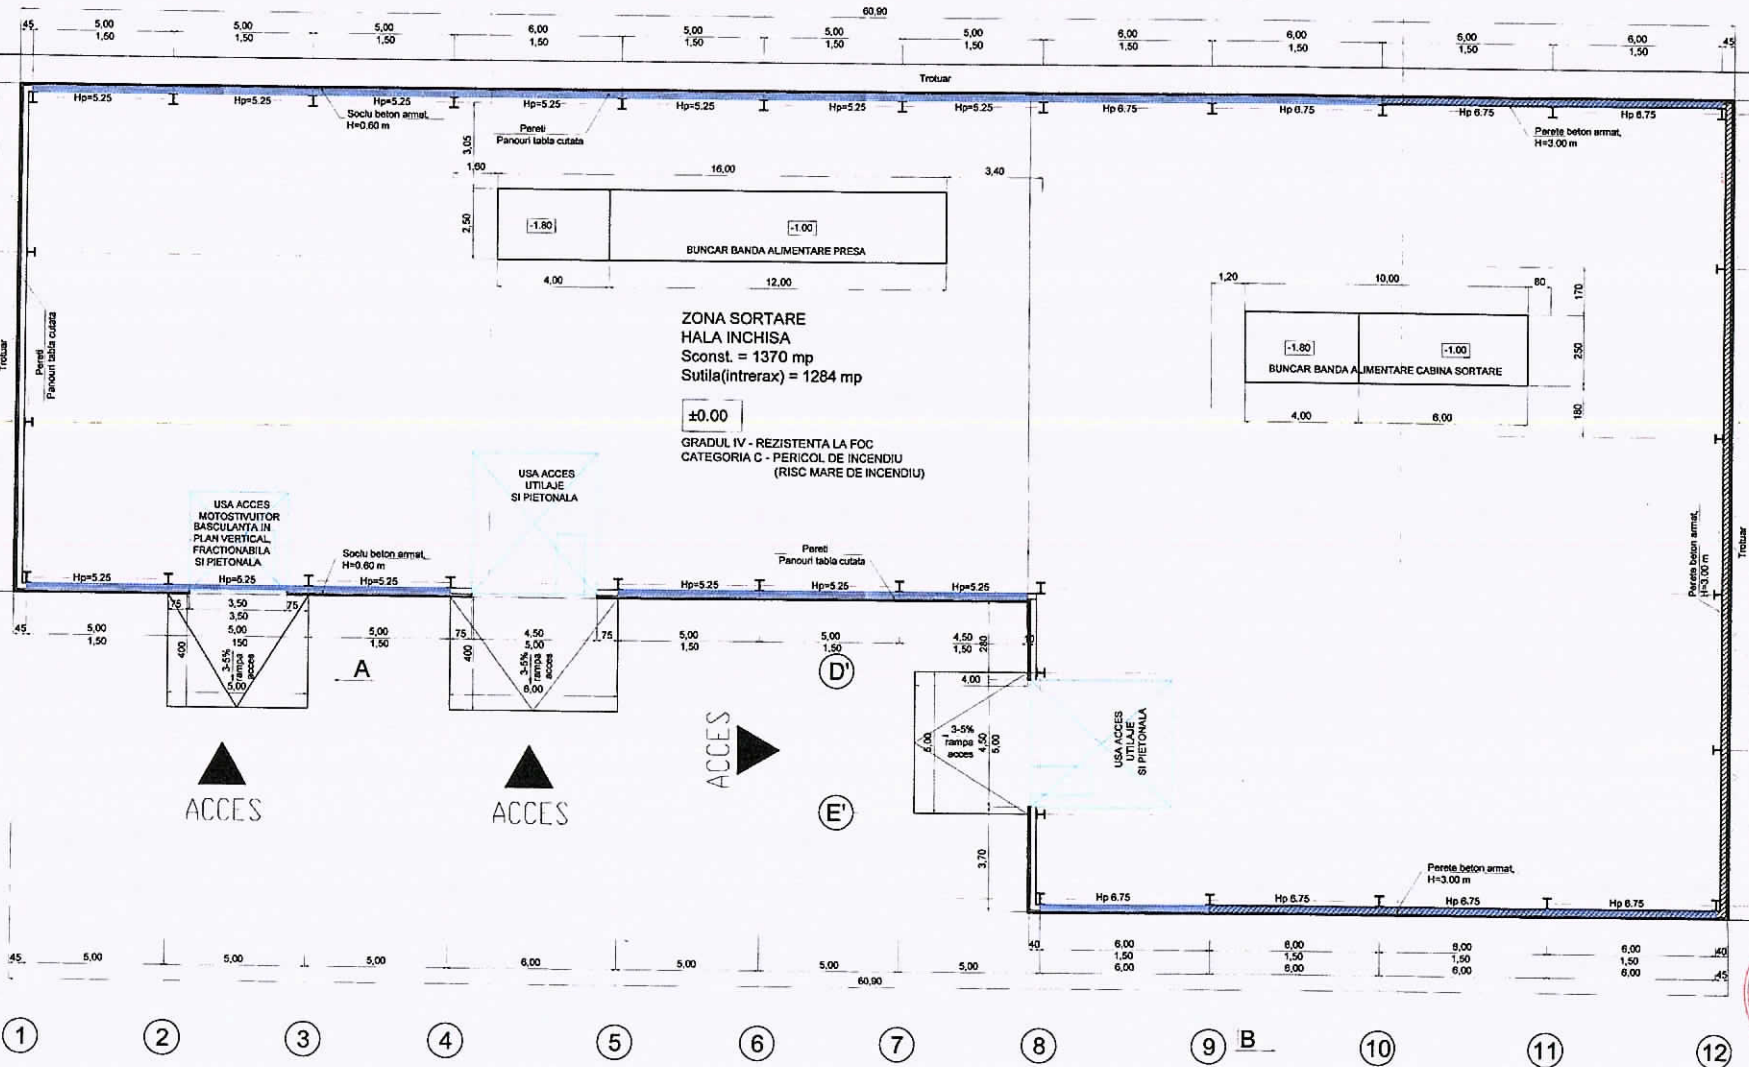 60,90
45 5,00 5,00 5,00 6,00 5,00 5,00 5,00 6,00 6,00 5,00 6,00 45
1,50 1,50 1,50 1,50 1,50 1,50 1,50 1,50 1,50 1,50 1,50
Trotuar
Hp=5.25 Hp=5.25 Hp=5.25 Hp=5.25 Hp=5.25 Hp=5.25 Hp=5.25 Hp 6.75 Hp 6.75 Hp 6.75 Hp 6.75
Soclu beton armat,
H=0.60 m
Pereti
Panouri tabla cutata
Perete beton armat,
H=3.00 m
3,05
1,60 16,00 3,40
2,50
-1.80 -1.00
BUNCAR BANDA ALIMENTARE PRESA
4,00 12,00
1,20 10,00 80
170
250
180
-1.80 -1.00
BUNCAR BANDA ALIMENTARE CABINA SORTARE
4,00 6,00
Trotuar
Pereti
Panouri tabla cutata
ZONA SORTARE
HALA INCHISA
Sconst. = 1370 mp
Sutila(intrerax) = 1284 mp
±0.00
GRADUL IV - REZISTENTA LA FOC
CATEGORIA C - PERICOL DE INCENDIU
(RISC MARE DE INCENDIU)
USA ACCES
UTILAJE
SI PIETONALA
USA ACCES
MOTOSTIVUITOR
BASCULANTA IN
PLAN VERTICAL,
FRACTIONABILA
SI PIETONALA
Soclu beton armat,
H=0.60 m
Pereti
Panouri tabla cutata
Perete beton armat,
H=3.00 m
Trotuar
Hp=5.25 Hp=5.25 Hp=5.25 Hp=5.25 Hp=5.25 Hp=5.25
45 5,00
1,50
75 3,50 75
3,50
5,00
150
400
3-5%
rampa
acces
5,00
5,00
1,50
75 4,50 75
5,00
400
3-5%
rampa
acces
6,00
5,00
1,50
5,00
1,50
4,50
1,50
280
10
A
D'
4,00
5,00
3-5%
rampa
acces
4,50
5,00
USA ACCES
UTILAJE
SI PIETONALA
ACCES
ACCES
ACCES
E'
3,70
Perete beton armat,
H=3.00 m
Hp 6.75 Hp 6.75 Hp 6.75 Hp 6.75
45 5,00 5,00 5,00 6,00 5,00 5,00 5,00
40 6,00 6,00 6,00 6,00 40
1,50 1,50 1,50 1,50
6,00 6,00 6,00 6,00 45
60,90
1 2 3 4 5 6 7 8 9 B 10 11 12